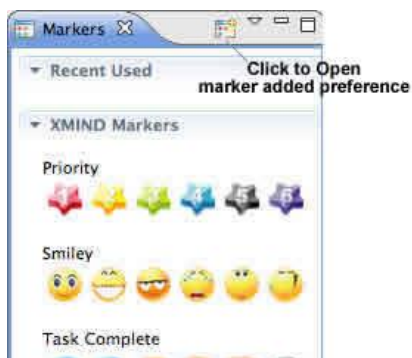 Markers
Click to Open
marker added preference
Recent Used
XMIND Markers
Priority
1 2 3 4 5 6
Smiley
Task Complete